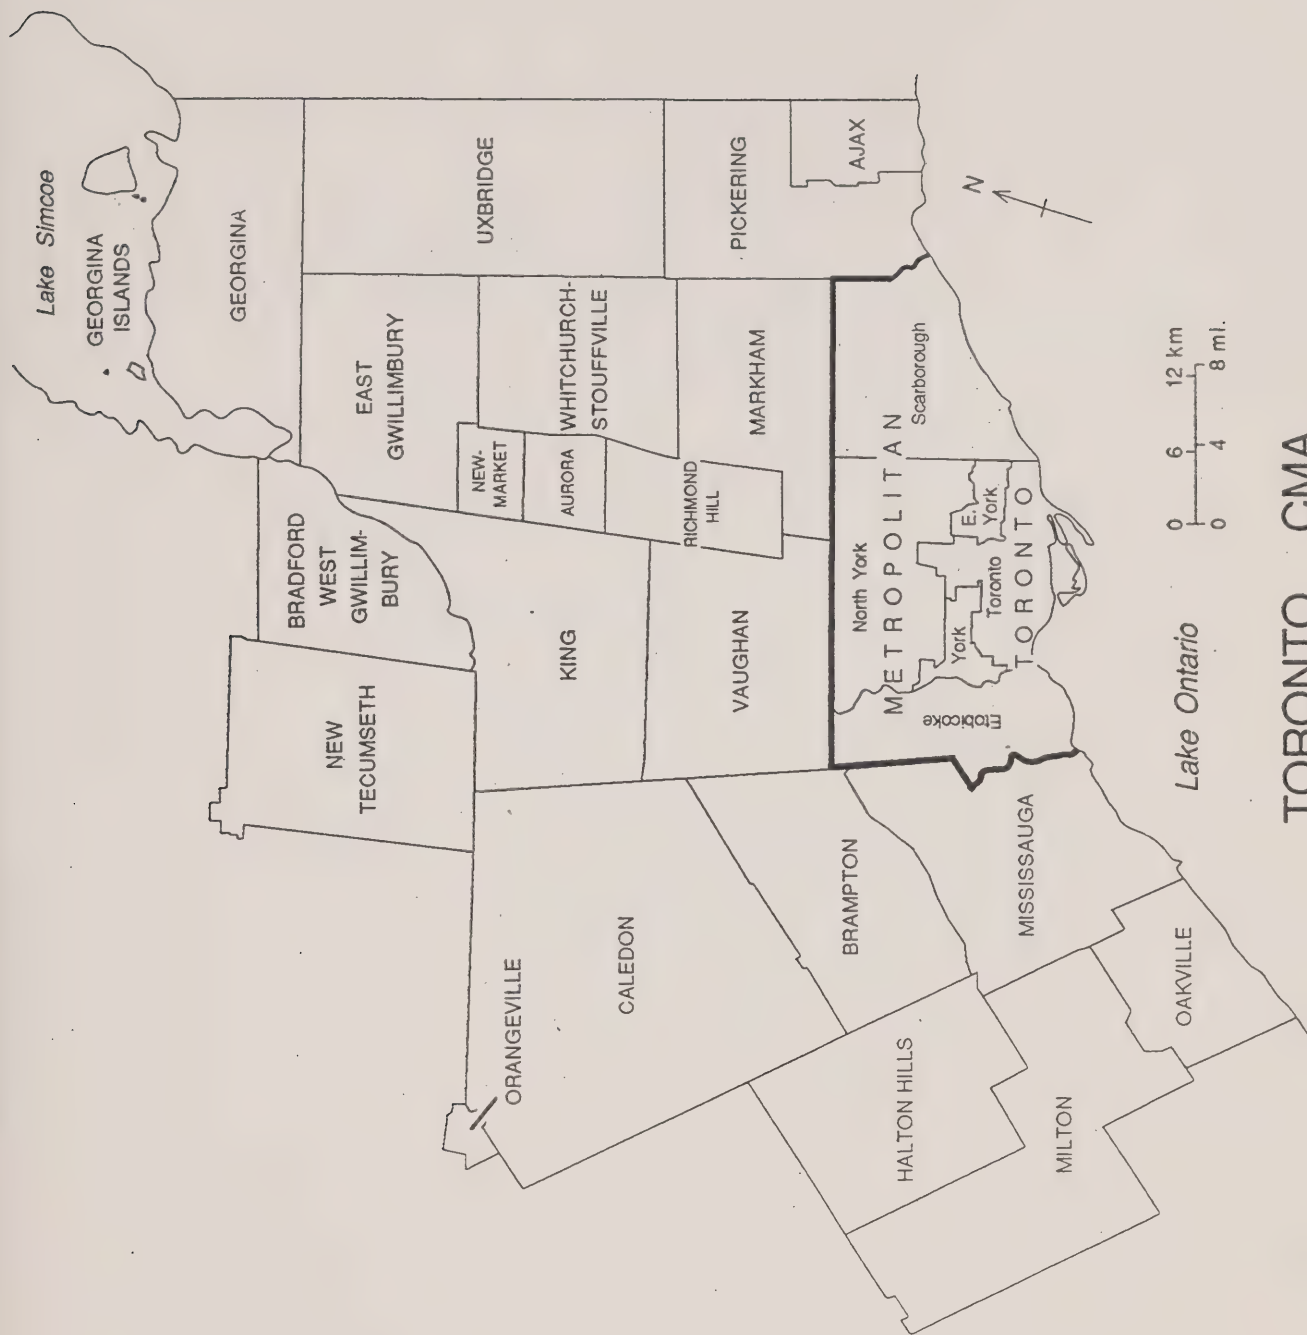 Lake Simcoe
GEORGINA
ISLANDS
GEORGINA
BRADFORD
WEST
GWILLIM-
BURY
EAST
GWILLIMBURY
UXBRIDGE
NEW
TECUMSETH
NEW-
MARKET
WHITCHURCH-
STOUFFVILLE
ORANGEVILLE
KING
AURORA
CALEDON
RICHMOND
HILL
VAUGHAN
MARKHAM
PICKERING
AJAX
BRAMPTON
North York
METROPOLITAN
Scarborough
Etobicoke
York
E.
York
Toronto
TORONTO
HALTON HILLS
MISSISSAUGA
MILTON
OAKVILLE
N
Lake Ontario
0 6 12 km
0 4 8 mi.
TORONTO CMA